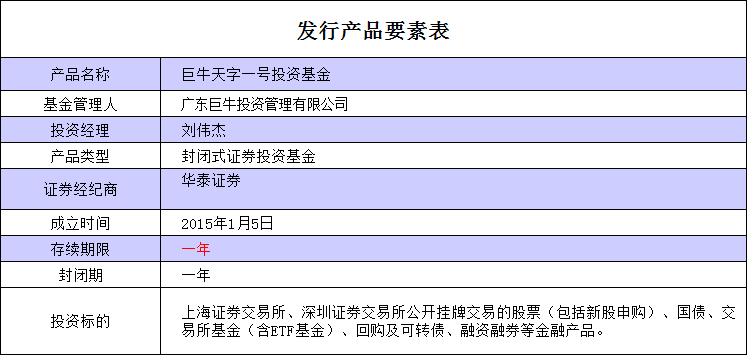 发行产品要素表
产品名称 巨牛天字一号投资基金
基金管理人 广东巨牛投资管理有限公司
投资经理 刘伟杰
产品类型 封闭式证券投资基金
证券经纪商 华泰证券
成立时间 2015年1月5日
存续期限 一年
封闭期 一年
投资标的 上海证券交易所、深圳证券交易所公开挂牌交易的股票（包括新股申购）、国债、交
易所基金（含ETF基金）、回购及可转债、融资融券等金融产品。